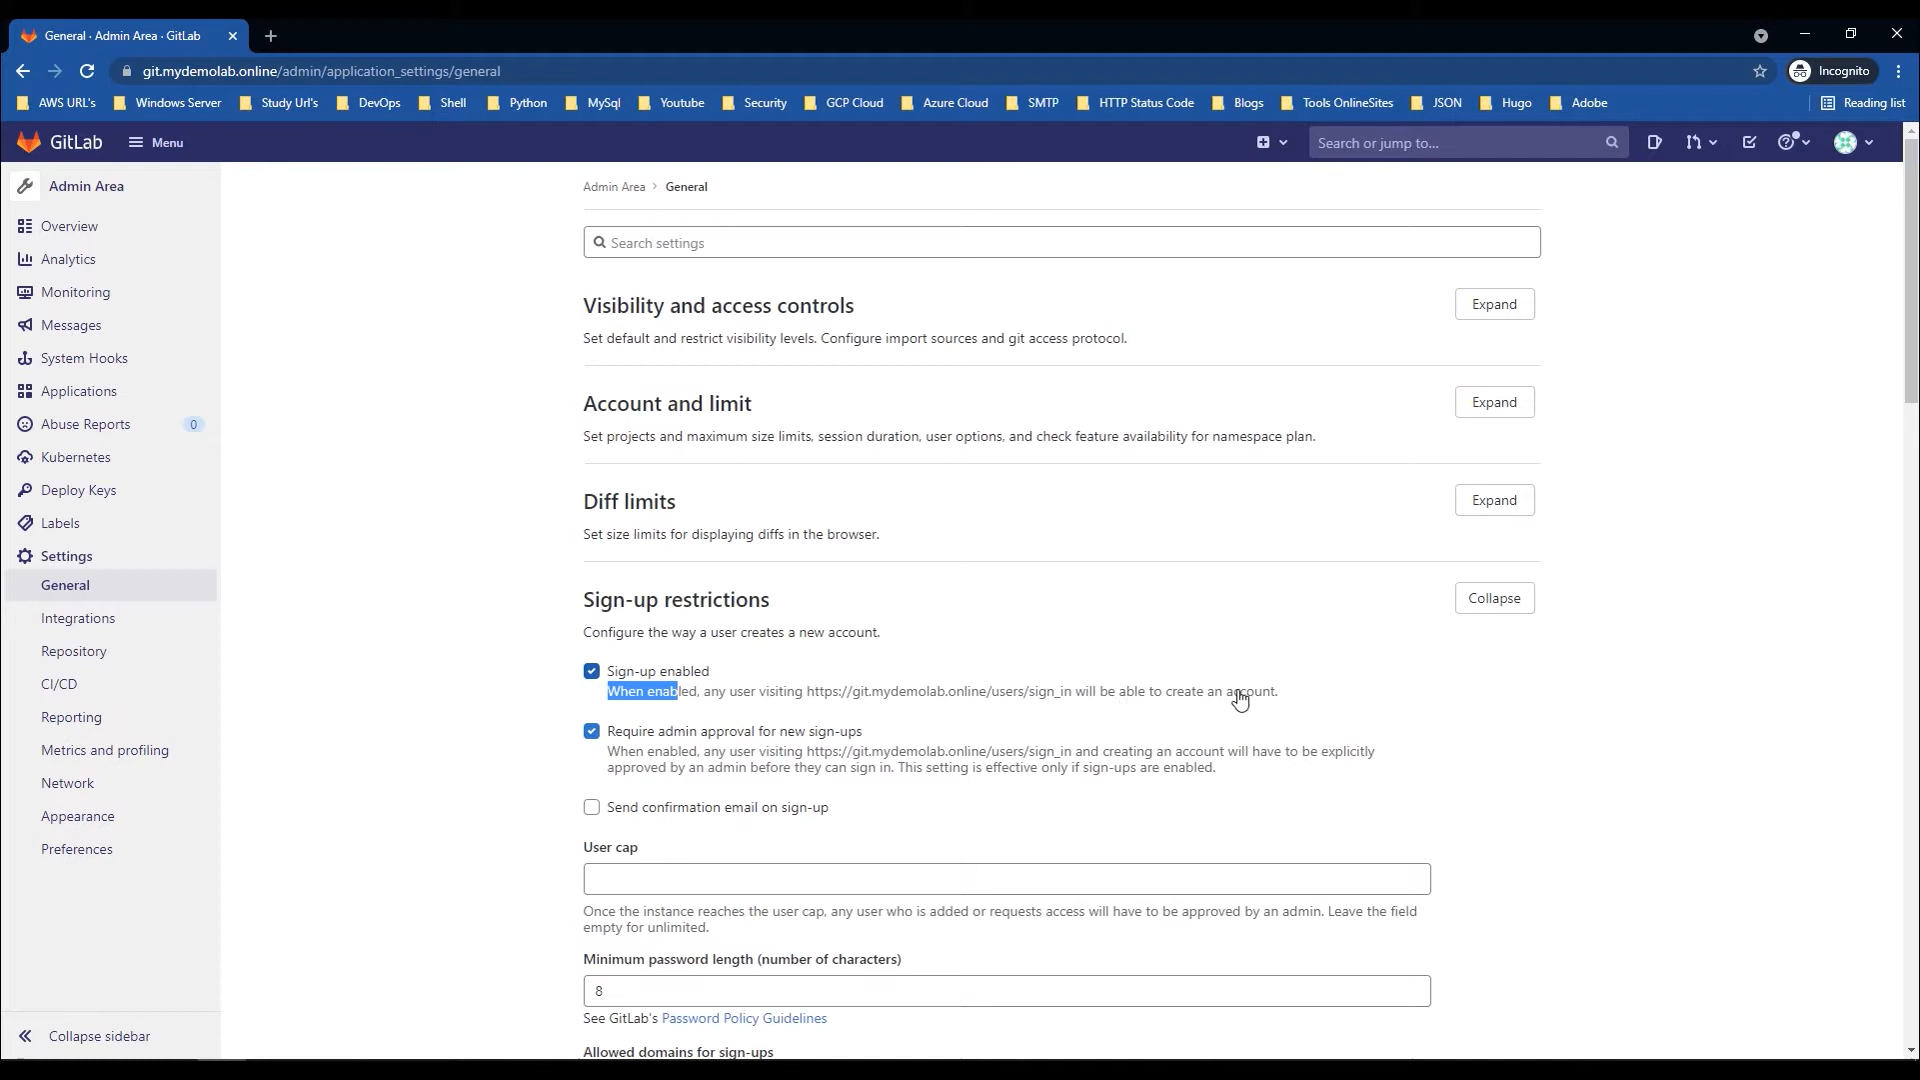 General · Admin Area · GitLab
git.mydemolab.online/admin/application_settings/general
Incognito
AWS URL's
Windows Server
Study Url's
DevOps
Shell
Python
MySql
Youtube
Security
GCP Cloud
Azure Cloud
SMTP
HTTP Status Code
Blogs
Tools OnlineSites
JSON
Hugo
Adobe
Reading list
GitLab
Menu
Search or jump to...
Admin Area
Overview
Analytics
Monitoring
Messages
System Hooks
Applications
Abuse Reports 0
Kubernetes
Deploy Keys
Labels
Settings
General
Integrations
Repository
CI/CD
Reporting
Metrics and profiling
Network
Appearance
Preferences
Collapse sidebar
Admin Area › General
Search settings
Visibility and access controls
Expand
Set default and restrict visibility levels. Configure import sources and git access protocol.
Account and limit
Expand
Set projects and maximum size limits, session duration, user options, and check feature availability for namespace plan.
Diff limits
Expand
Set size limits for displaying diffs in the browser.
Sign-up restrictions
Collapse
Configure the way a user creates a new account.
Sign-up enabled
When enabled, any user visiting https://git.mydemolab.online/users/sign_in will be able to create an account.
Require admin approval for new sign-ups
When enabled, any user visiting https://git.mydemolab.online/users/sign_in and creating an account will have to be explicitly
approved by an admin before they can sign in. This setting is effective only if sign-ups are enabled.
Send confirmation email on sign-up
User cap
Once the instance reaches the user cap, any user who is added or requests access will have to be approved by an admin. Leave the field
empty for unlimited.
Minimum password length (number of characters)
8
See GitLab's Password Policy Guidelines
Allowed domains for sign-ups